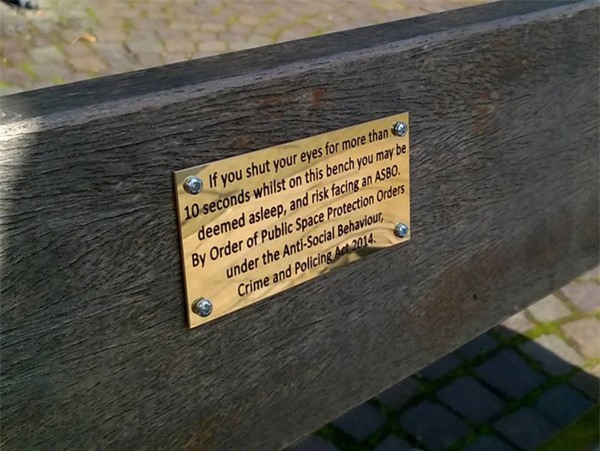 If you shut your eyes for more than
10 seconds whilst on this bench you may be
deemed asleep, and risk facing an ASBO.
By Order of Public Space Protection Orders
under the Anti-Social Behaviour,
Crime and Policing Act 2014.